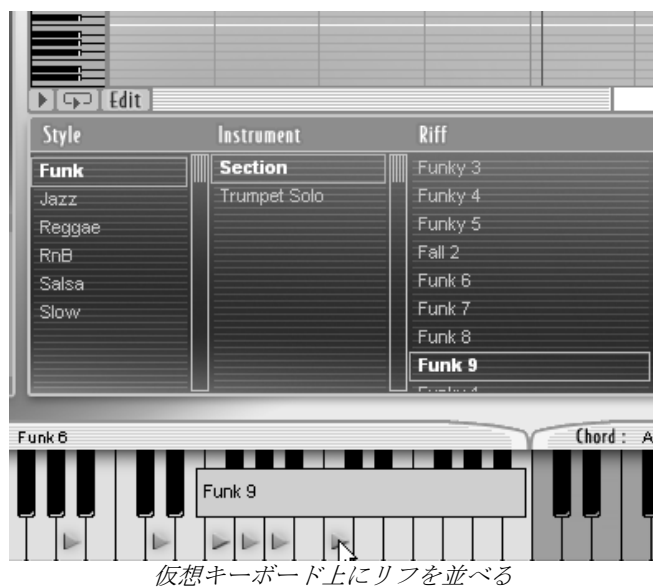 Edit
Style Instrument Riff
Funk Section Funky 3
Jazz Trumpet Solo Funky 4
Reggae Funky 5
RnB Fall 2
Salsa Funk 6
Slow Funk 7
Funk 8
Funk 9
Funk 6 Chord : A
Funk 9
仮想キーボード上にリフを並べる